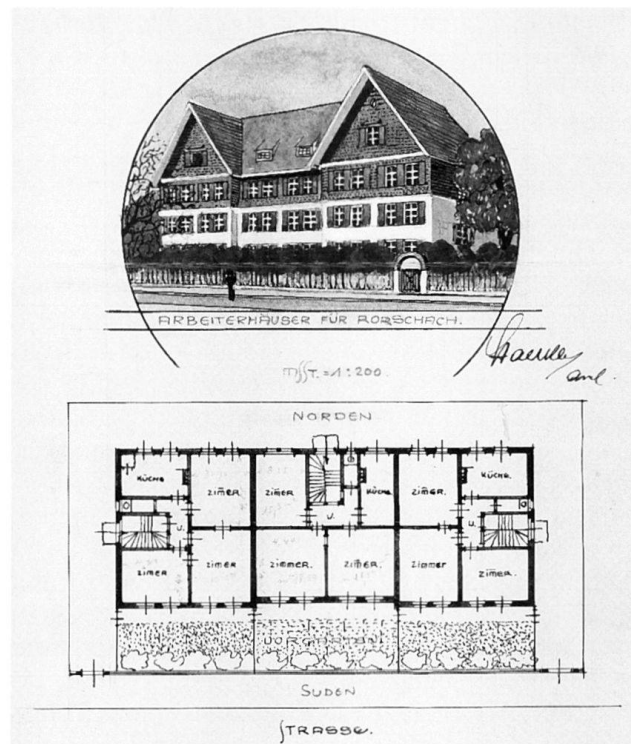 ARBEITERHÄUSER FÜR RORSCHACH.
MSST. = 1:200.
NORDEN
KÜCHE
ZIMER.
ZIMER
KÜCHE
ZIMER.
KÜCHE.
U.
U.
U.
ZIMER
ZIMER
ZIMMER.
ZIMER.
ZIMMER
ZIMER.
VORGARTEN
SÜDEN
STRASSE.